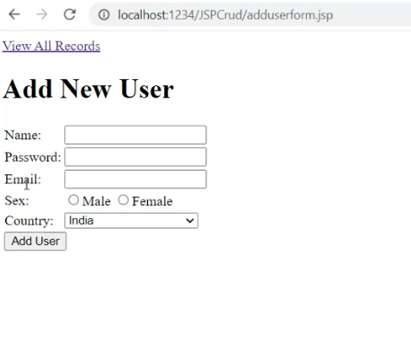 localhost:1234/JSPCrud/adduserform.jsp
View All Records
Add New User
Name:
Password:
Email:
Sex: Male Female
Country: India
Add User